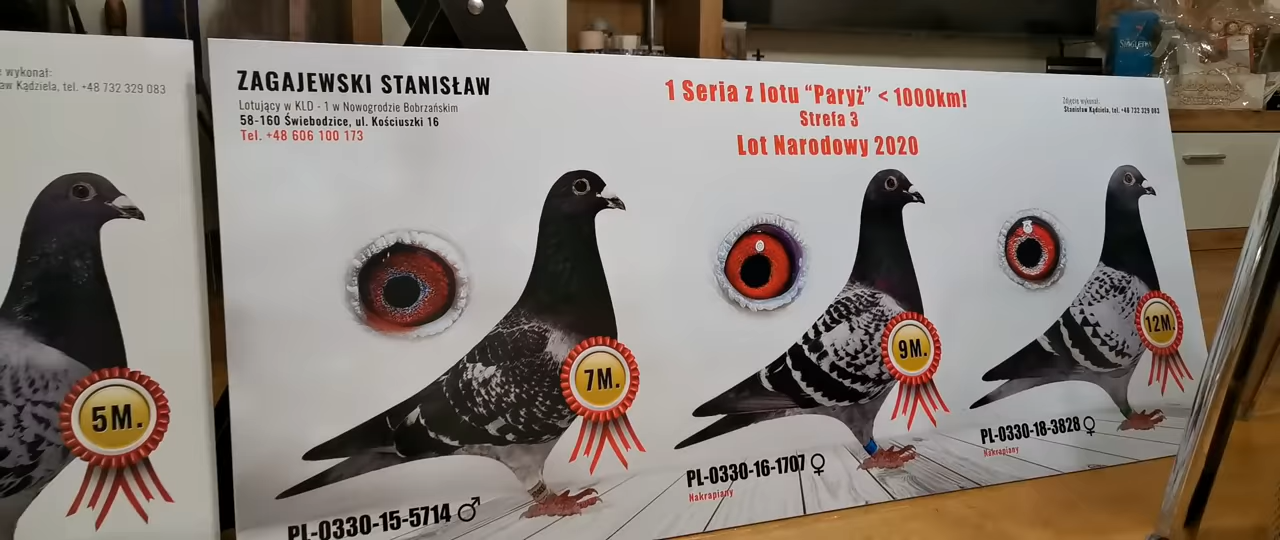 wykonał:
aw Kądziela, tel. +48 732 329 083
5M.
ZAGAJEWSKI STANISŁAW
Lotujący w KLD - 1 w Nowogrodzie Bobrzańskim
58-160 Świebodzice, ul. Kościuszki 16
Tel. +48 606 100 173
1 Seria z lotu “Paryż” < 1000km!
Strefa 3
Lot Narodowy 2020
Zdjęcie wykonał:
Stanisław Kądziela, tel. +48 732 329 083
7M.
PL-0330-15-5714 ♂
9M.
PL-0330-16-1707 ♀
Nakrapiany
12M.
PL-0330-18-3828 ♀
Nakrapiany